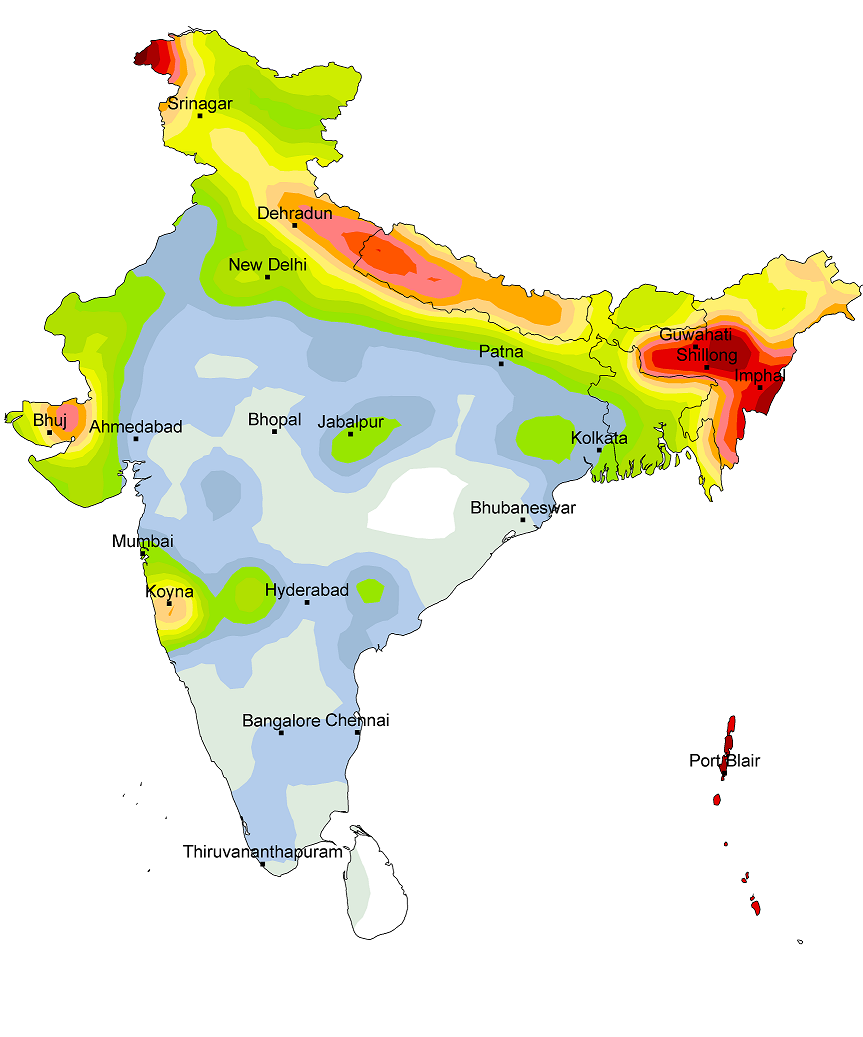 Srinagar
Dehradun
New Delhi
Guwahati
Patna
Shillong
Imphal
Bhuj
Ahmedabad
Bhopal
Jabalpur
Kolkata
Bhubaneswar
Mumbai
Koyna
Hyderabad
Bangalore
Chennai
Port Blair
Thiruvananthapuram